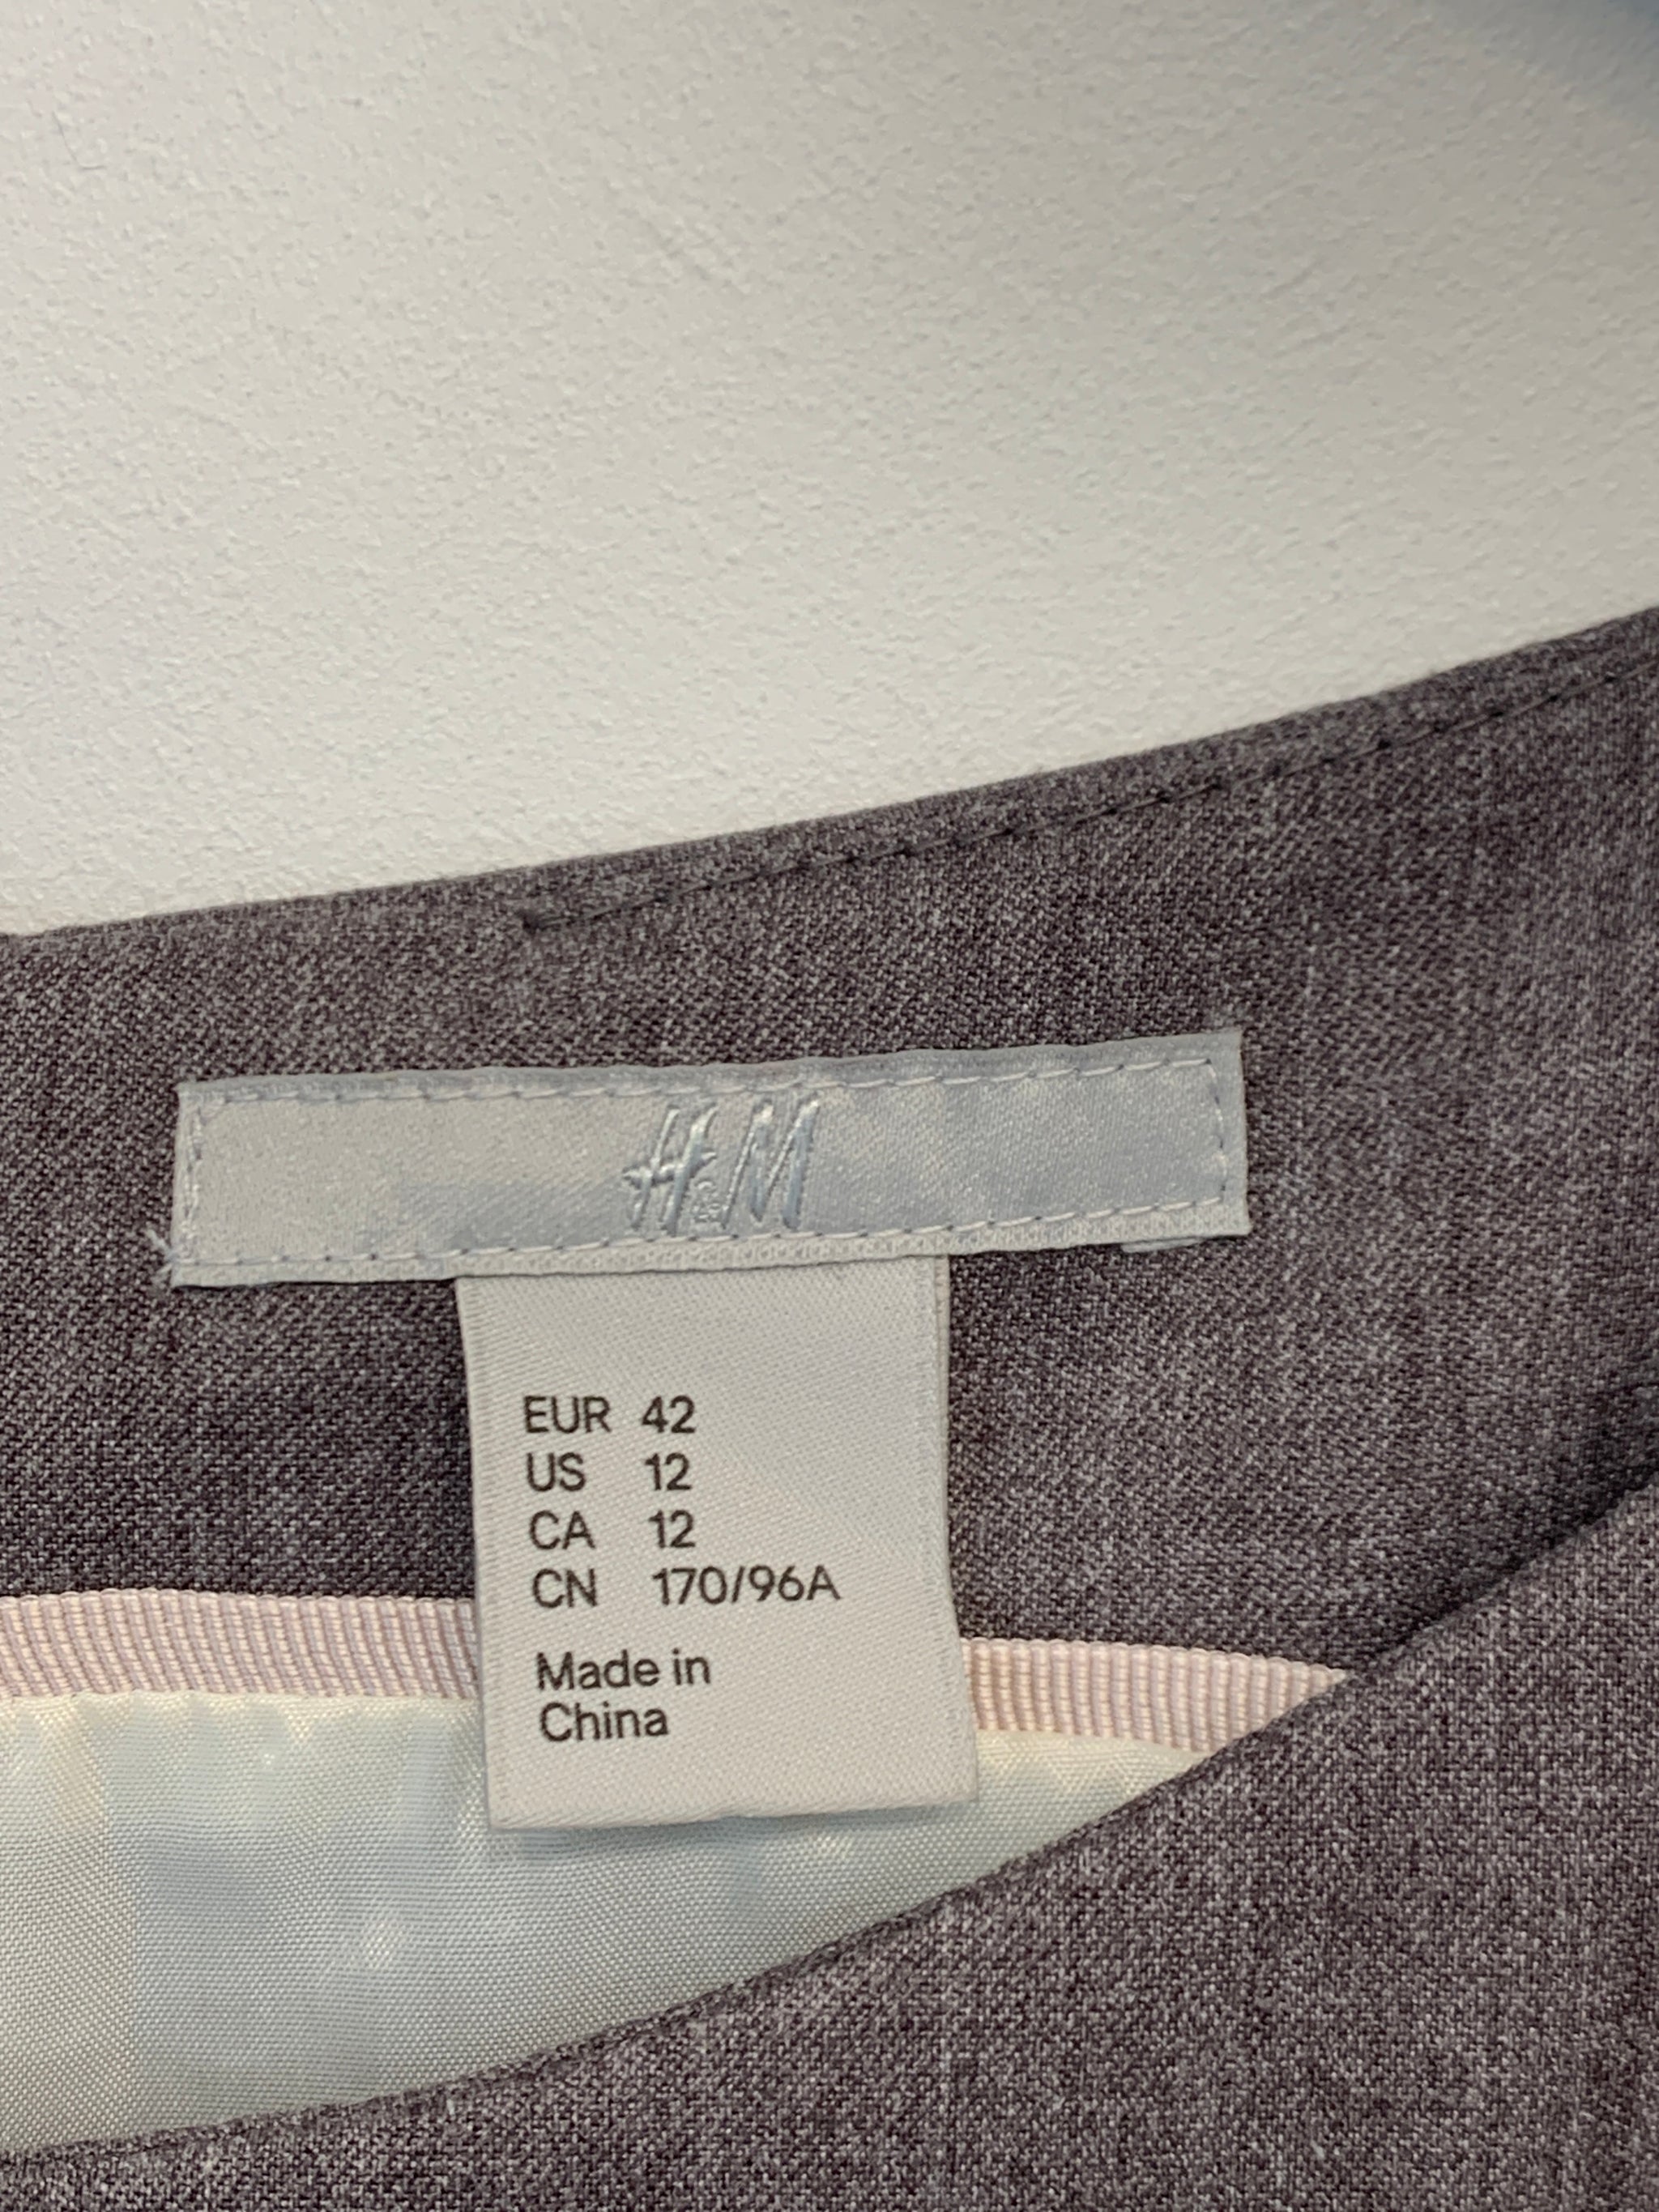 H&M
EUR 42
US 12
CA 12
CN 170/96A
Made in
China